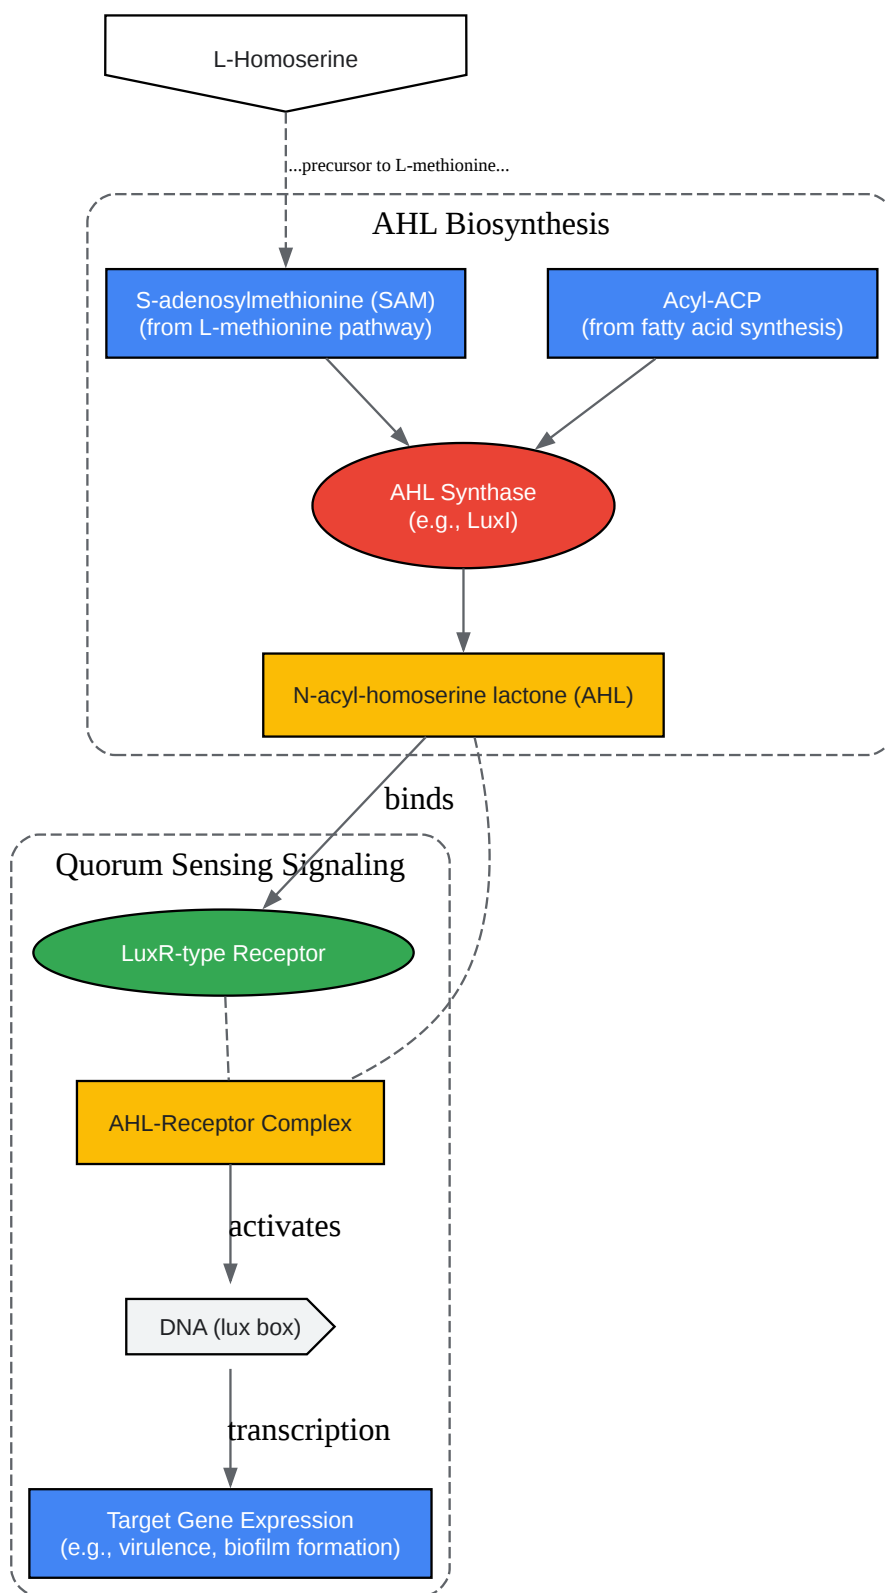 L-Homoserine
...precursor to L-methionine...
AHL Biosynthesis
S-adenosylmethionine (SAM)
(from L-methionine pathway)
Acyl-ACP
(from fatty acid synthesis)
AHL Synthase
(e.g., LuxI)
N-acyl-homoserine lactone (AHL)
binds
Quorum Sensing Signaling
LuxR-type Receptor
AHL-Receptor Complex
activates
DNA (lux box)
transcription
Target Gene Expression
(e.g., virulence, biofilm formation)